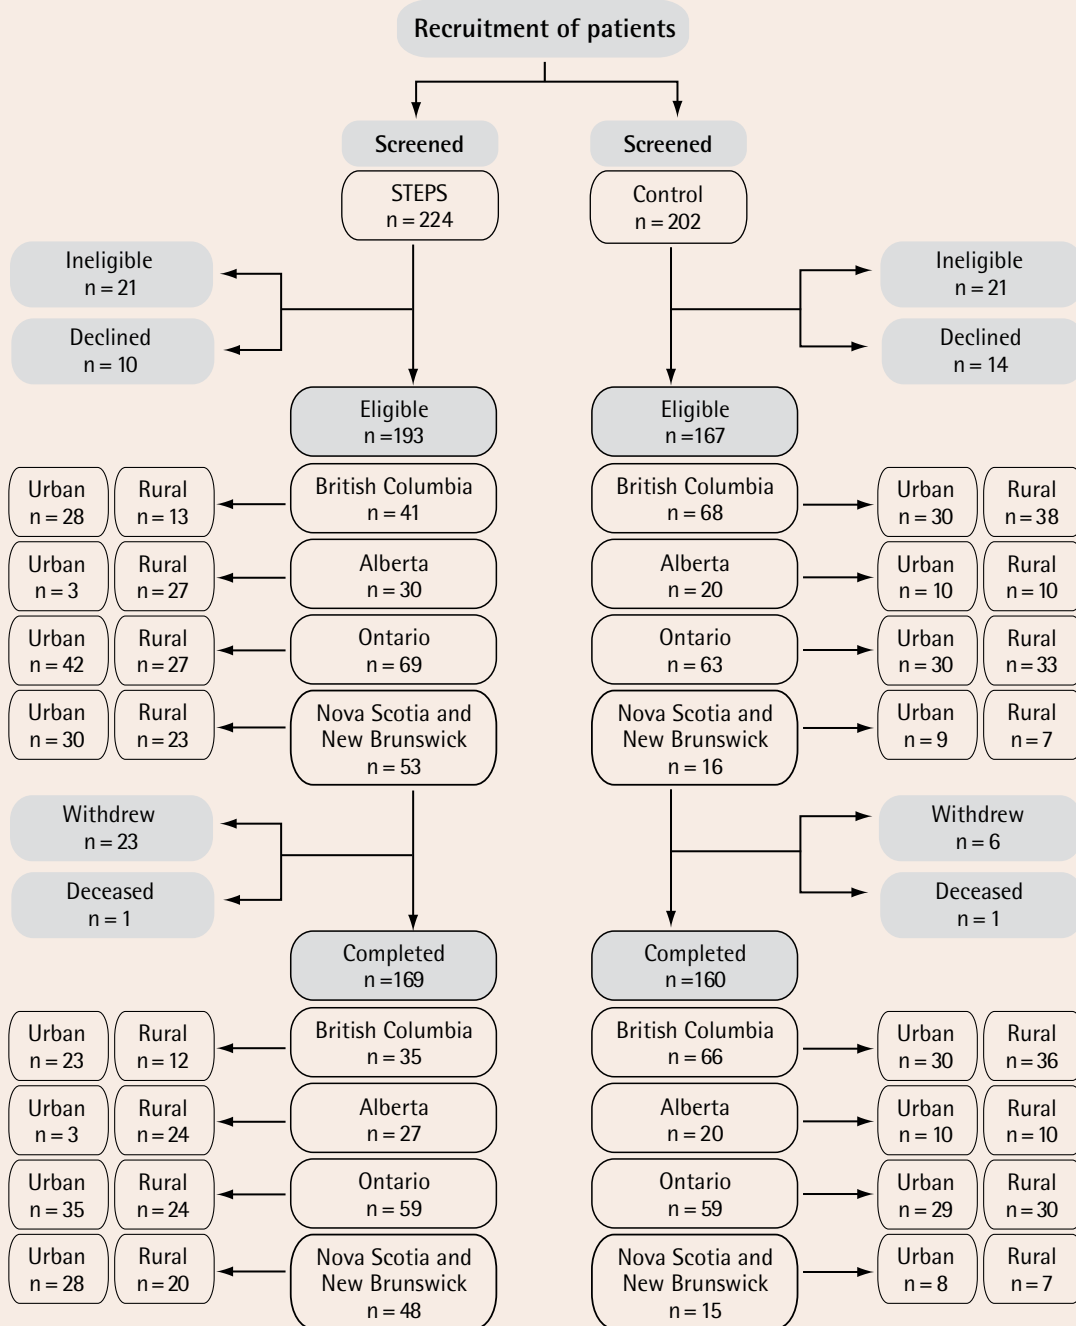 Recruitment of patients
Screened
STEPS
n = 224
Screened
Control
n = 202
Ineligible
n = 21
Declined
n = 10
Ineligible
n = 21
Declined
n = 14
Eligible
n =193
Eligible
n =167
Urban
n = 28
Rural
n = 13
British Columbia
n = 41
British Columbia
n = 68
Urban
n = 30
Rural
n = 38
Urban
n = 3
Rural
n = 27
Alberta
n = 30
Alberta
n = 20
Urban
n = 10
Rural
n = 10
Urban
n = 42
Rural
n = 27
Ontario
n = 69
Ontario
n = 63
Urban
n = 30
Rural
n = 33
Urban
n = 30
Rural
n = 23
Nova Scotia and
New Brunswick
n = 53
Nova Scotia and
New Brunswick
n = 16
Urban
n = 9
Rural
n = 7
Withdrew
n = 23
Deceased
n = 1
Withdrew
n = 6
Deceased
n = 1
Completed
n =169
Completed
n =160
Urban
n = 23
Rural
n = 12
British Columbia
n = 35
British Columbia
n = 66
Urban
n = 30
Rural
n = 36
Urban
n = 3
Rural
n = 24
Alberta
n = 27
Alberta
n = 20
Urban
n = 10
Rural
n = 10
Urban
n = 35
Rural
n = 24
Ontario
n = 59
Ontario
n = 59
Urban
n = 29
Rural
n = 30
Urban
n = 28
Rural
n = 20
Nova Scotia and
New Brunswick
n = 48
Nova Scotia and
New Brunswick
n = 15
Urban
n = 8
Rural
n = 7